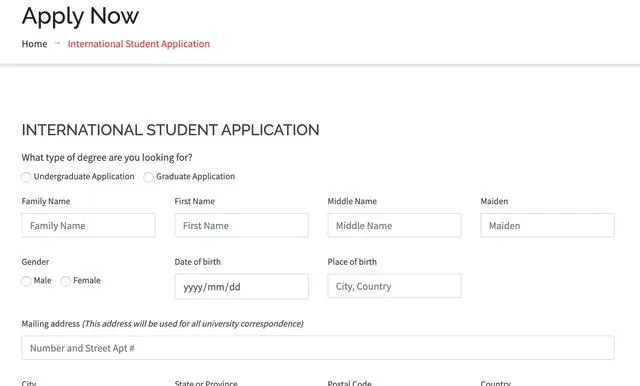 Apply Now
Home → International Student Application
INTERNATIONAL STUDENT APPLICATION
What type of degree are you looking for?
Undergraduate Application Graduate Application
Family Name First Name Middle Name Maiden
Family Name First Name Middle Name Maiden
Gender Date of birth Place of birth
Male Female yyyy/mm/dd City, Country
Mailing address (This address will be used for all university correspondence)
Number and Street Apt #
City State or Province Postal Code Country